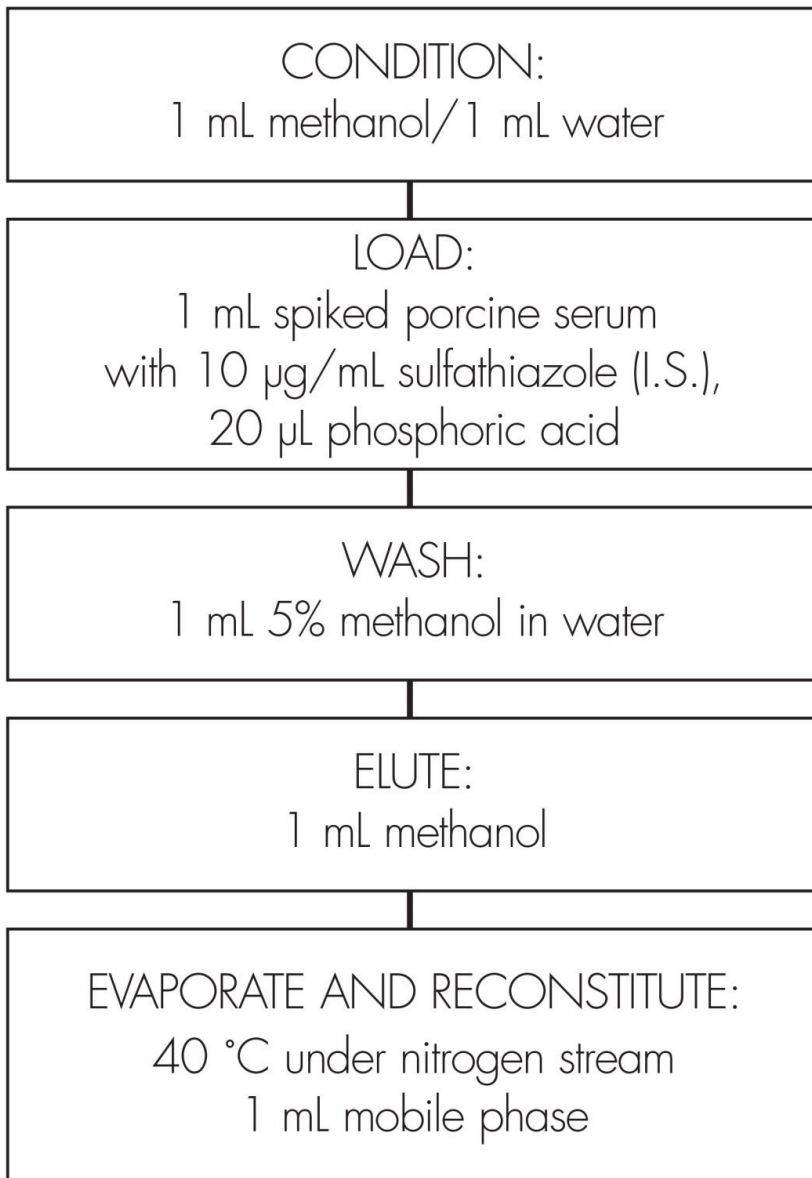 CONDITION:
1 mL methanol/1 mL water
LOAD:
1 mL spiked porcine serum
with 10 µg/mL sulfathiazole (I.S.),
20 µL phosphoric acid
WASH:
1 mL 5% methanol in water
ELUTE:
1 mL methanol
EVAPORATE AND RECONSTITUTE:
40 °C under nitrogen stream
1 mL mobile phase